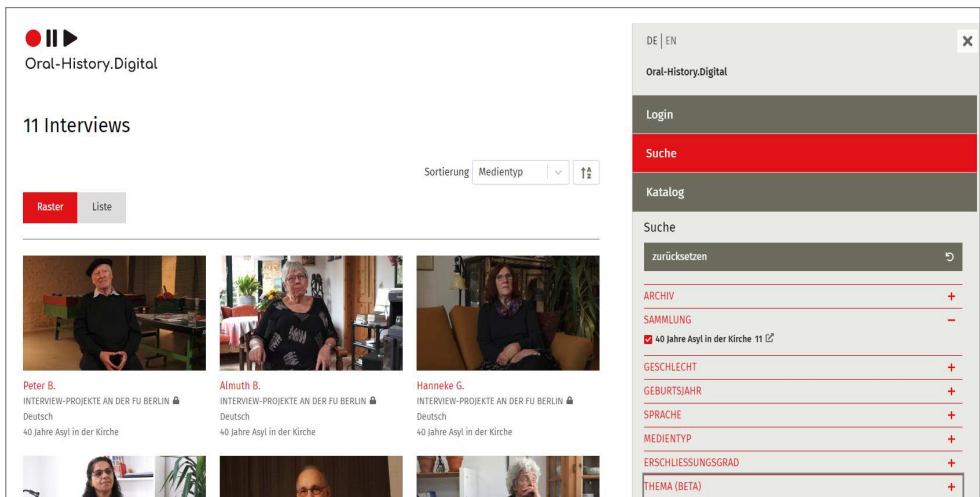 Oral-History.Digital
11 Interviews
Sortierung Medientyp
Raster Liste
Peter B.
INTERVIEW-PROJEKTE AN DER FU BERLIN
Deutsch
40 Jahre Asyl in der Kirche
Almuth B.
INTERVIEW-PROJEKTE AN DER FU BERLIN
Deutsch
40 Jahre Asyl in der Kirche
Hanneke G.
INTERVIEW-PROJEKTE AN DER FU BERLIN
Deutsch
40 Jahre Asyl in der Kirche
DE | EN
Oral-History.Digital
Login
Suche
Katalog
Suche
zurücksetzen
ARCHIV +
SAMMLUNG −
40 Jahre Asyl in der Kirche 11
GESCHLECHT +
GEBURTSJAHR +
SPRACHE +
MEDIENTYP +
ERSCHLIESSUNGSGRAD +
THEMA (BETA) +